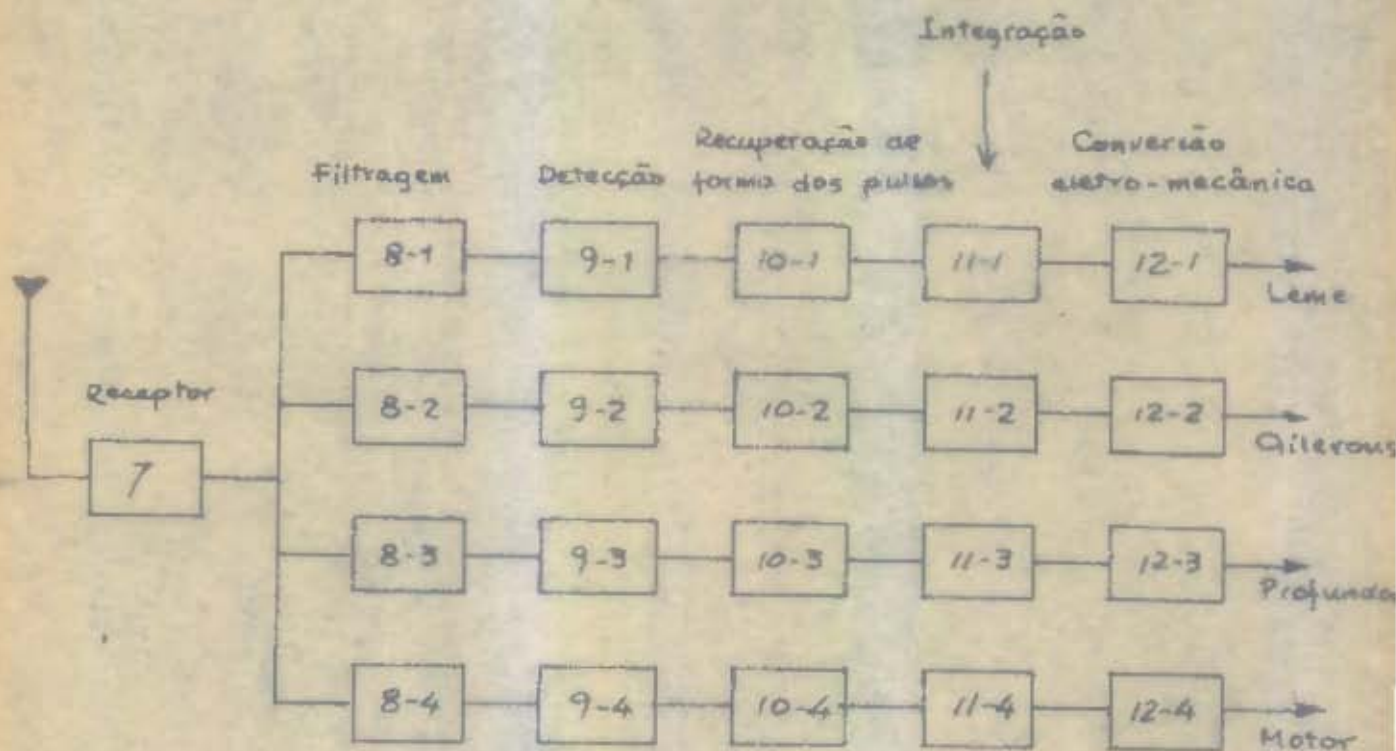 Integração
Recuperação de
forma dos pulsos
Conversão
eletro-mecânica
Filtragem
Detecção
8-1
9-1
10-1
11-1
12-1
Leme
Receptor
7
8-2
9-2
10-2
11-2
12-2
Ailerons
8-3
9-3
10-3
11-3
12-3
8-4
9-4
10-4
11-4
12-4
Motor